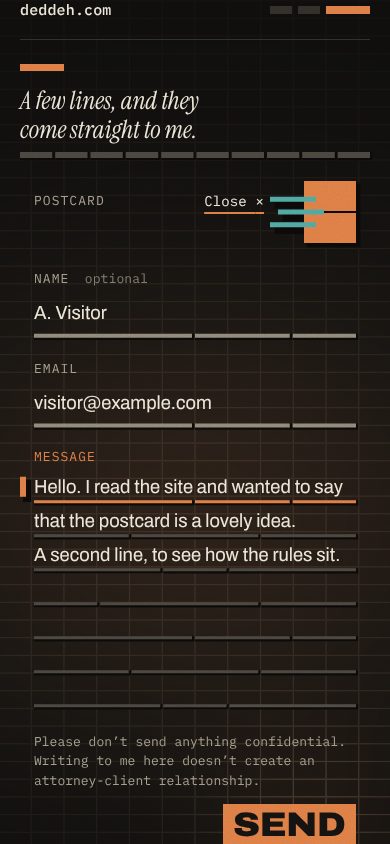 deddeh.com
A few lines, and they
come straight to me.
POSTCARD
Close ×
NAME optional
A. Visitor
EMAIL
visitor@example.com
MESSAGE
Hello. I read the site and wanted to say
that the postcard is a lovely idea.
A second line, to see how the rules sit.
Please don’t send anything confidential.
Writing to me here doesn’t create an
attorney-client relationship.
SEND